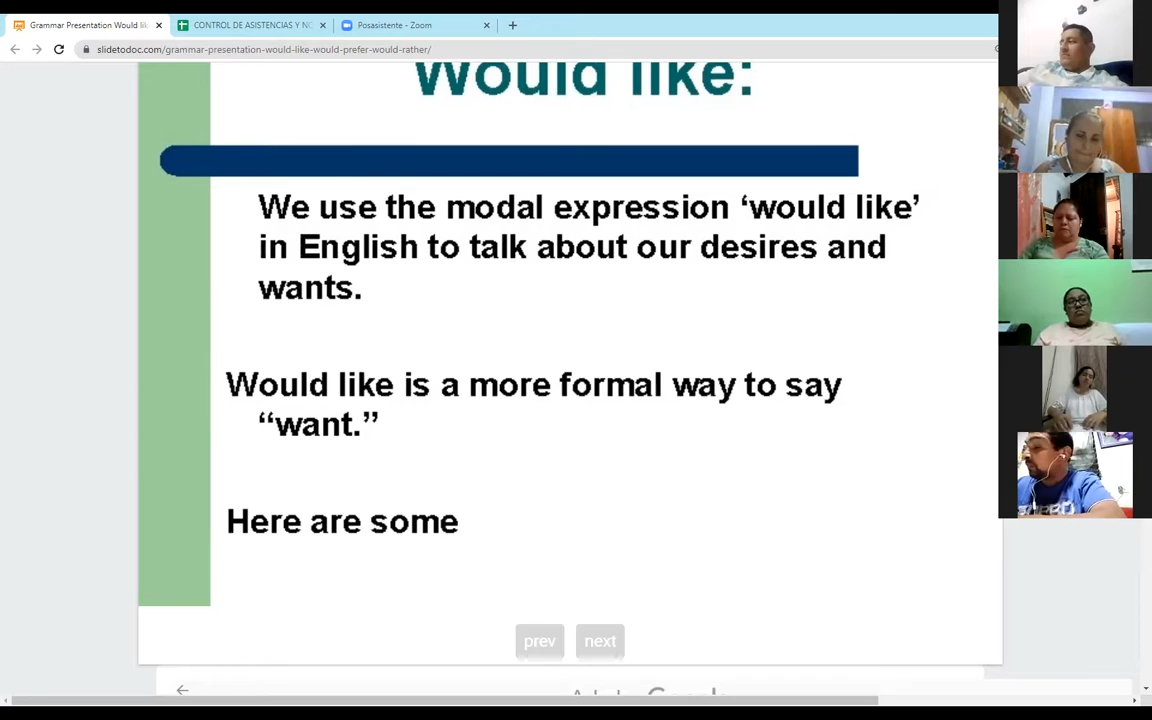 Grammar Presentation Would lik
CONTROL DE ASISTENCIAS Y NO
Posasistente - Zoom
slidetodoc.com/grammar-presentation-would-like-would-prefer-would-rather/
Would like:
We use the modal expression ‘would like’
in English to talk about our desires and
wants.
Would like is a more formal way to say
“want.”
Here are some
prev
next